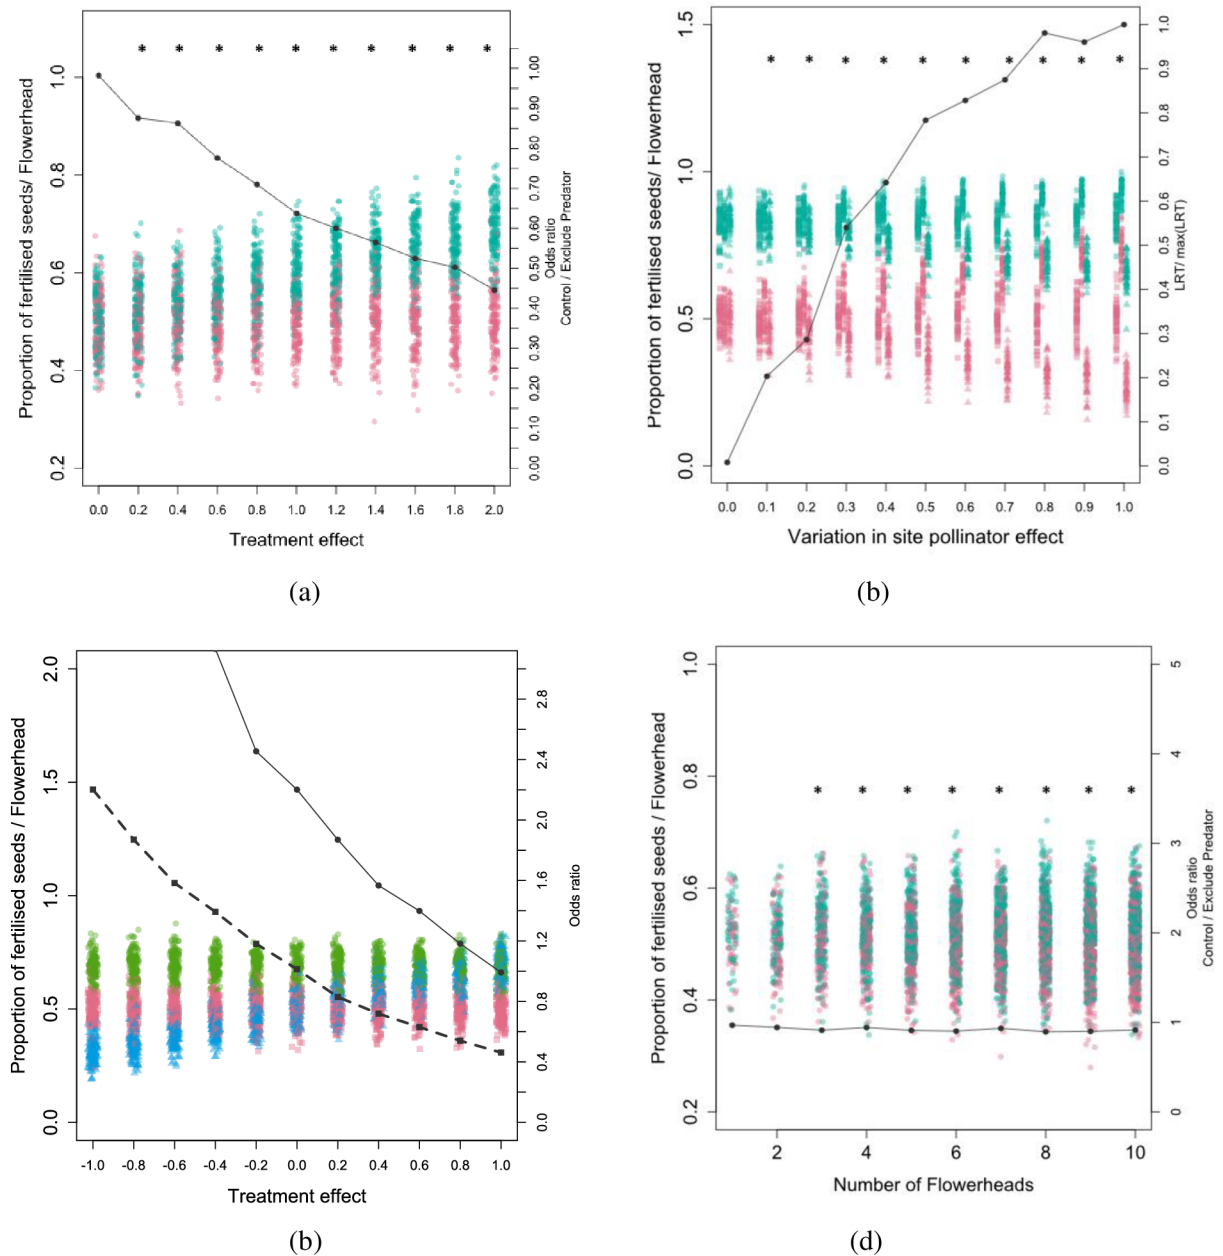 * * * * * * * * * *
Proportion of fertilised seeds/ Flowerhead
0.2 0.4 0.6 0.8 1.0
0.00 0.10 0.20 0.30 0.40 0.50 0.60 0.70 0.80 0.90 1.00
Odds ratio
Control / Exclude Predator
0.0 0.2 0.4 0.6 0.8 1.0 1.2 1.4 1.6 1.8 2.0
Treatment effect
(a)
* * * * * * * * * *
Proportion of fertilised seeds/ Flowerhead
0.0 0.5 1.0 1.5
0.0 0.1 0.2 0.3 0.4 0.5 0.6 0.7 0.8 0.9 1.0
LRT/ max(LRT)
0.0 0.1 0.2 0.3 0.4 0.5 0.6 0.7 0.8 0.9 1.0
Variation in site pollinator effect
(b)
Proportion of fertilised seeds / Flowerhead
0.0 0.5 1.0 1.5 2.0
0.0 0.4 0.8 1.2 1.6 2.0 2.4 2.8
Odds ratio
-1.0 -0.8 -0.6 -0.4 -0.2 0.0 0.2 0.4 0.6 0.8 1.0
Treatment effect
(b)
* * * * * * * *
Proportion of fertilised seeds / Flowerhead
0.2 0.4 0.6 0.8 1.0
0 1 2 3 4 5
Odds ratio
Control / Exclude Predator
2 4 6 8 10
Number of Flowerheads
(d)